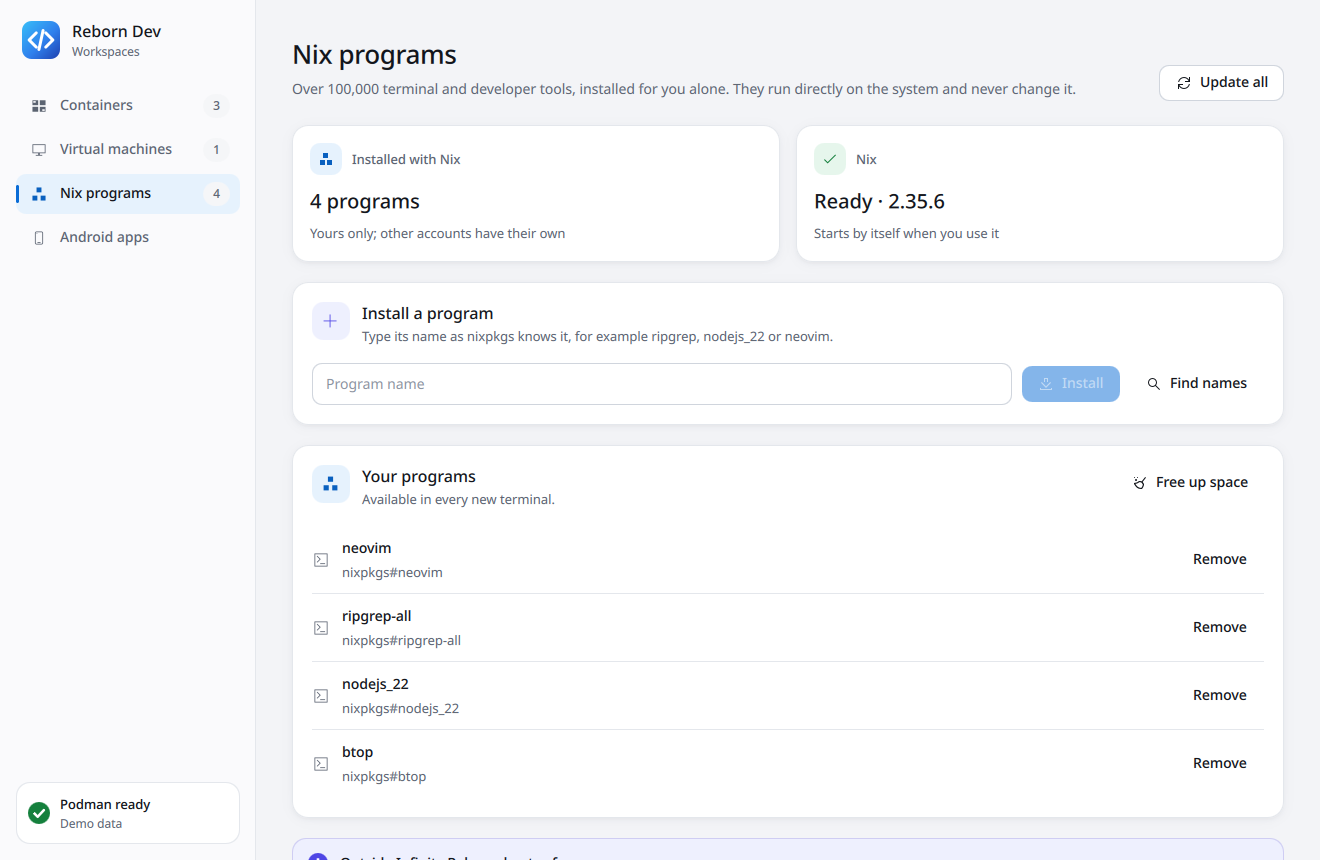 Reborn Dev
Workspaces
Containers 3
Virtual machines 1
Nix programs 4
Android apps
Podman ready
Demo data
Nix programs
Over 100,000 terminal and developer tools, installed for you alone. They run directly on the system and never change it.
Update all
Installed with Nix
4 programs
Yours only; other accounts have their own
Nix
Ready · 2.35.6
Starts by itself when you use it
Install a program
Type its name as nixpkgs knows it, for example ripgrep, nodejs_22 or neovim.
Program name
Install
Find names
Your programs
Available in every new terminal.
Free up space
neovim
nixpkgs#neovim
Remove
ripgrep-all
nixpkgs#ripgrep-all
Remove
nodejs_22
nixpkgs#nodejs_22
Remove
btop
nixpkgs#btop
Remove